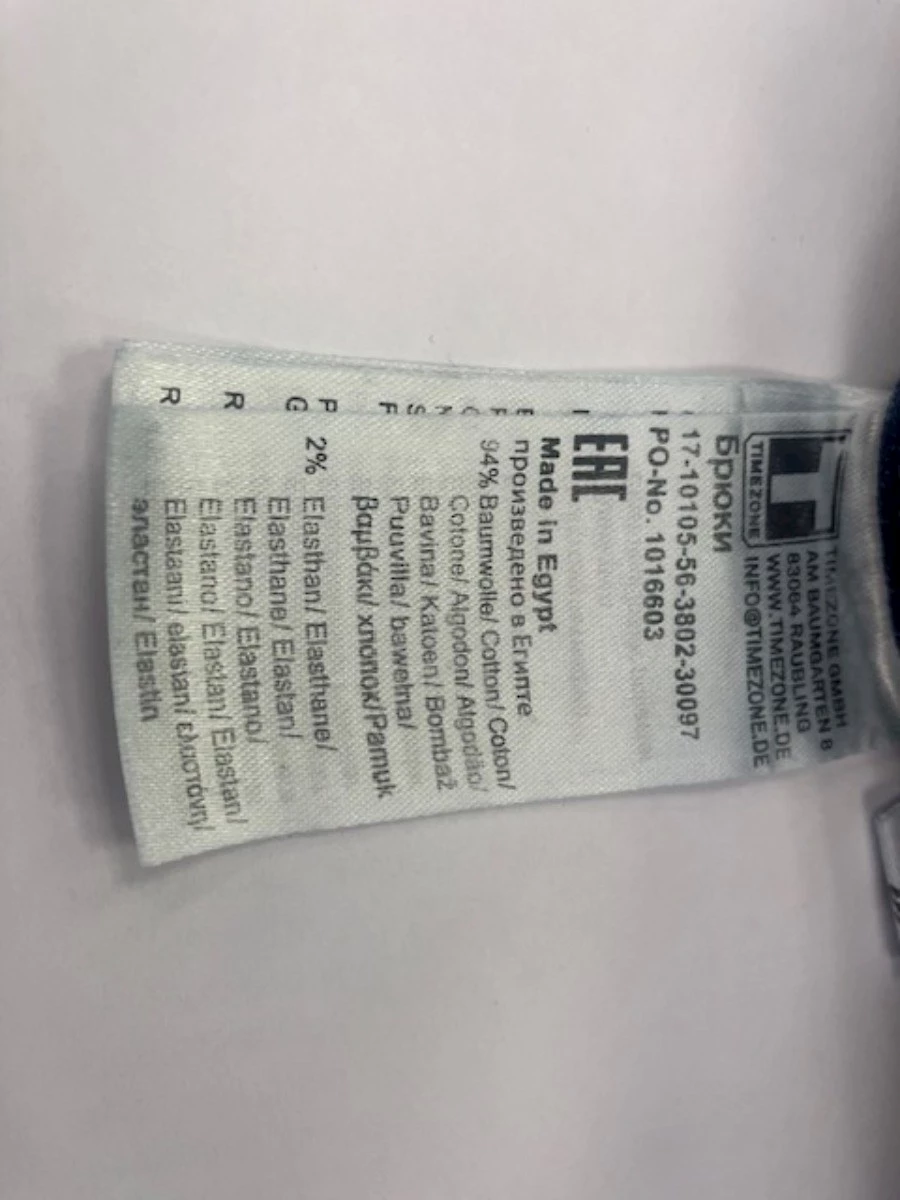 TIMEZONE GMBH
AM BAUMGARTEN 8
83064 RAUBLING
WWW.TIMEZONE.DE
INFO@TIMEZONE.DE
TIMEZONE
Брюки
17-10105-56-3802-30097
PO-No. 1016603
EAC
Made in Egypt
произведено в Египте
94% Baumwolle/ Cotton/ Coton/
Cotone/ Algodon/ Algodão/
Bavlna/ Katoen/ Bombaž
Puuvilla/ bawełna/
βαμβάκι/ хлопок/Pamuk
2% Elasthan/ Elasthane/
Elasthane/ Elastan/
Elastano/ Elastano/
Elastano/ Elastan/ Elastan/
Elastaani/ elastan/ ελαστάνη/
эластен/ Elastin
P
G
R
R